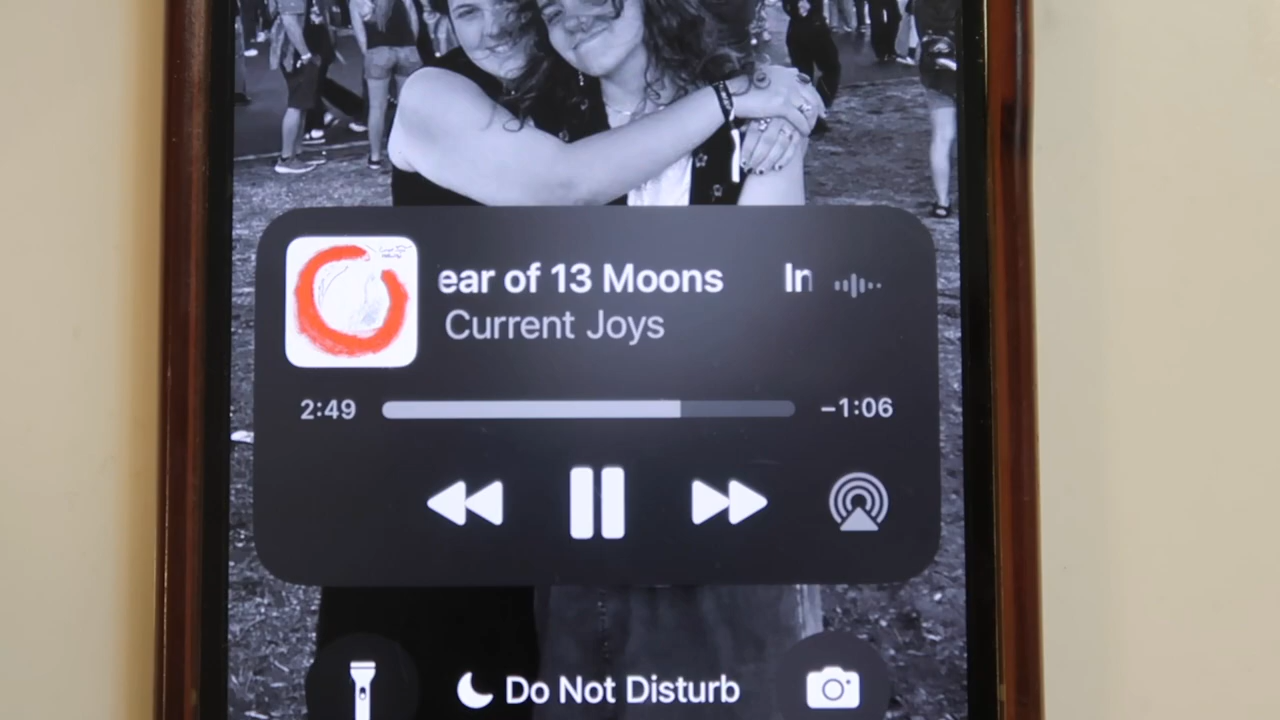 ear of 13 Moons In
Current Joys
2:49 −1:06
Do Not Disturb